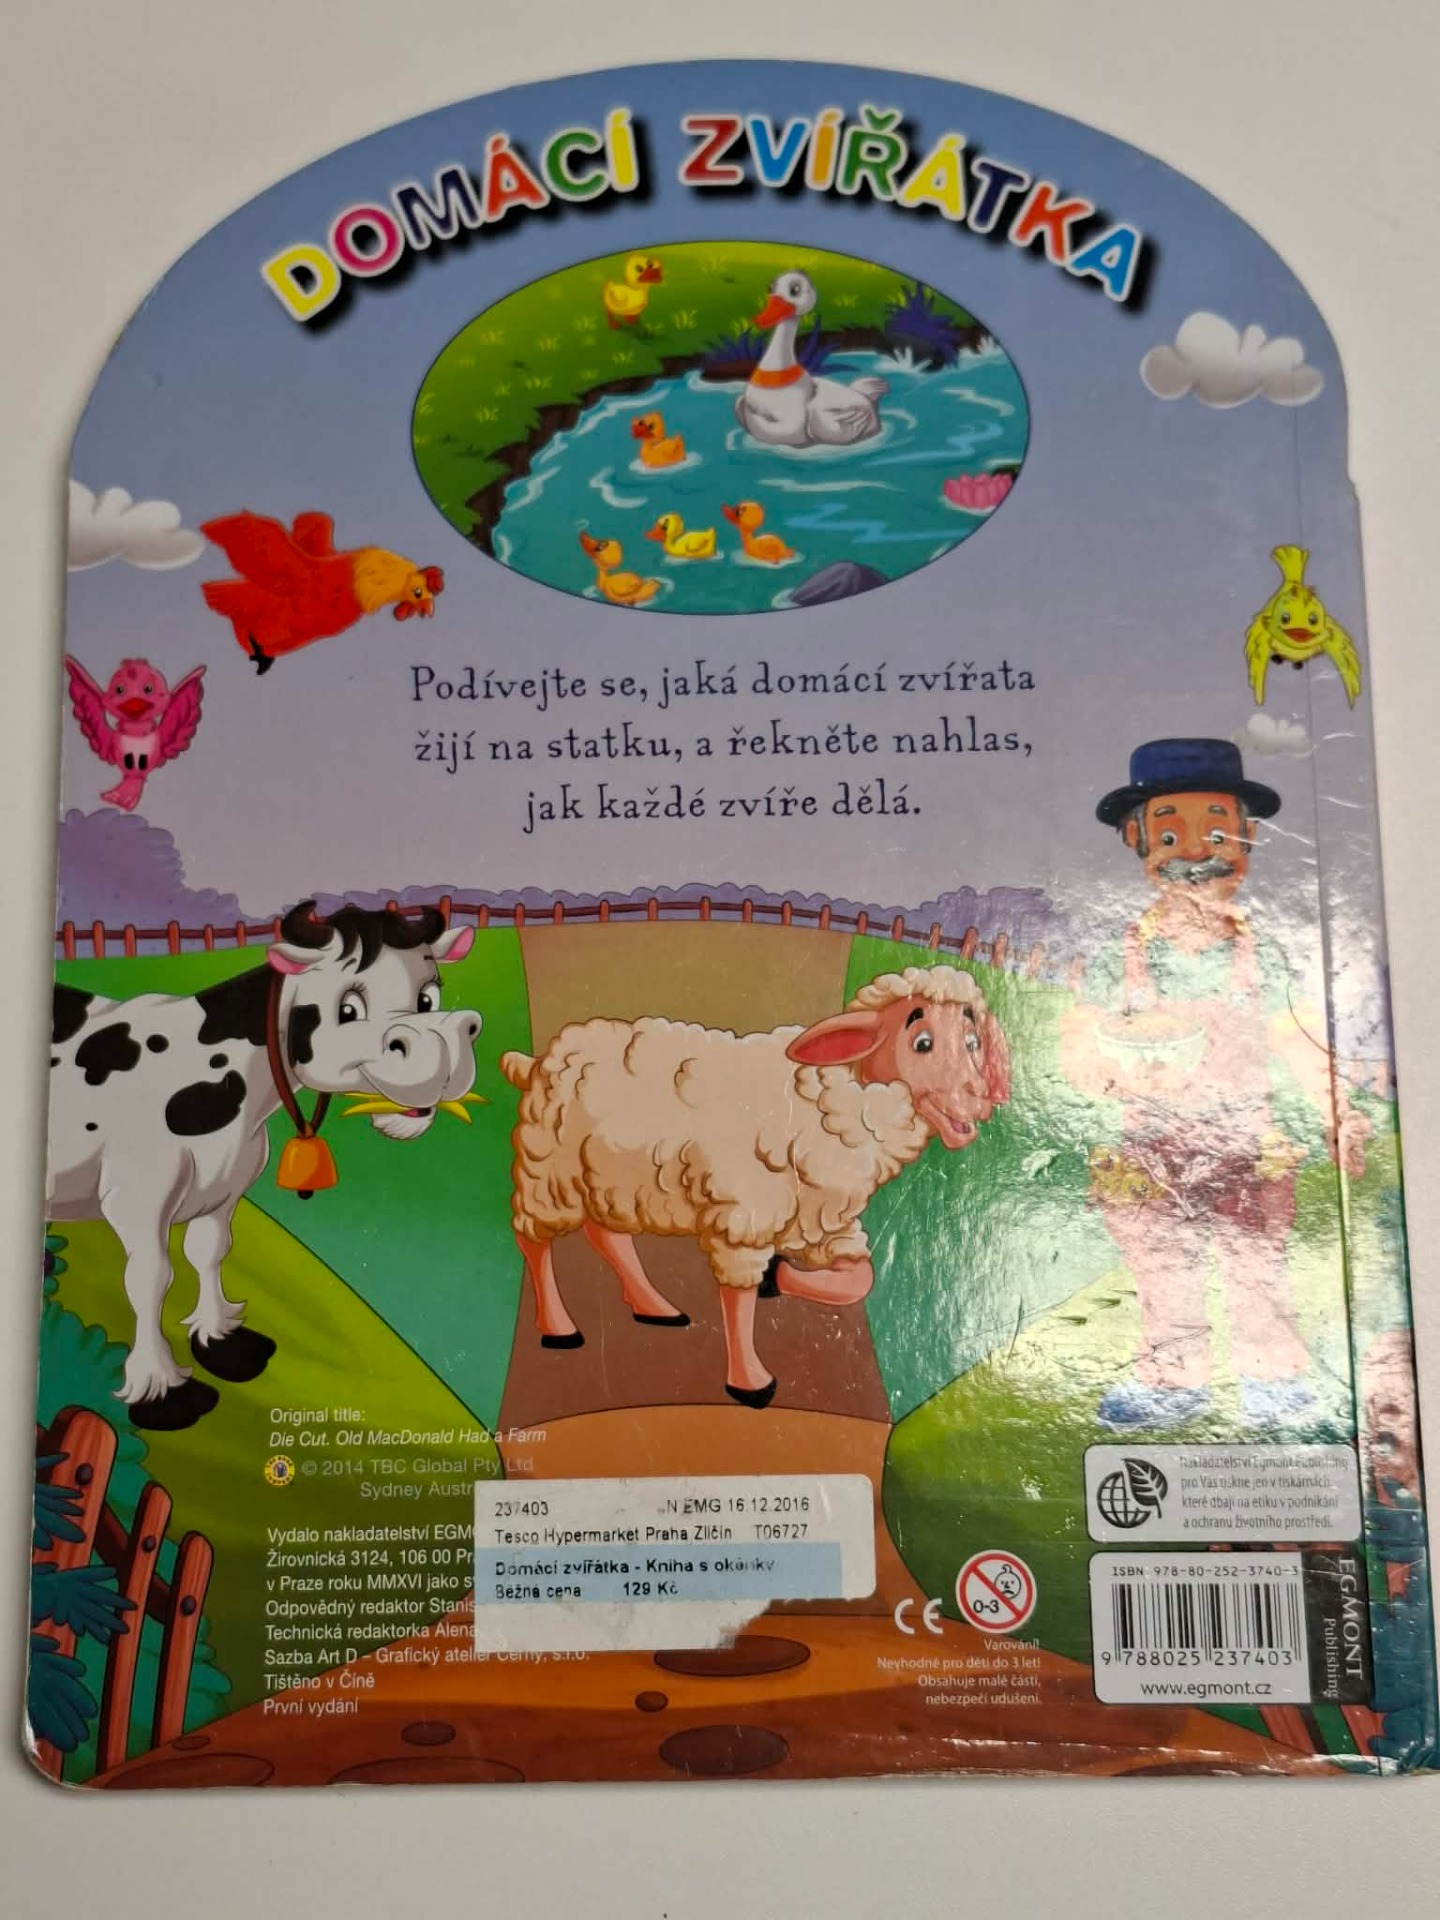 DOMÁCÍ ZVÍŘÁTKA
Podívejte se, jaká domácí zvířata
žijí na statku, a řekněte nahlas,
jak každé zvíře dělá.
Original title:
Die Cut. Old MacDonald Had a Farm
© 2014 TBC Global Pty Ltd
Sydney
Vydalo nakladatelství
Žirovnická 3124, 106 00
v Praze roku MMXVI jako
Odpovědný redaktor
Technická redaktorka
Sazba Art D – Grafický ateliér Černý, s.r.o.
Tištěno v Číně
První vydání
237403 EMG 16.12.2016
Tesco Hypermarket Praha Zličín T06727
Domácí zvířátka - Kniha s okénky
Běžná cena 129 Kč
Nakladatelství Egmont Publishing
pro Vás tiskne jen v tiskárnách,
které dbají na etiku v podnikání
a ochranu životního prostředí.
CE
0-3
Varování!
Nevhodné pro děti do 3 let!
Obsahuje malé části,
nebezpečí udušení.
ISBN 978-80-252-3740-3
9 788025 237403
www.egmont.cz
EGMONT
Publishing